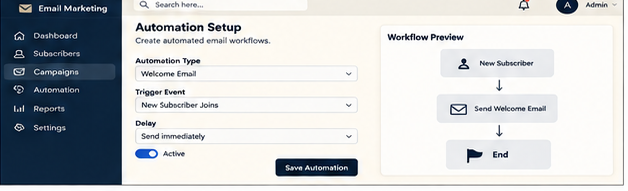 Email Marketing
Search here...
A
Admin
Dashboard
Subscribers
Campaigns
Automation
Reports
Settings
Automation Setup
Create automated email workflows.
Automation Type
Welcome Email
Trigger Event
New Subscriber Joins
Delay
Send immediately
Active
Save Automation
Workflow Preview
New Subscriber
Send Welcome Email
End